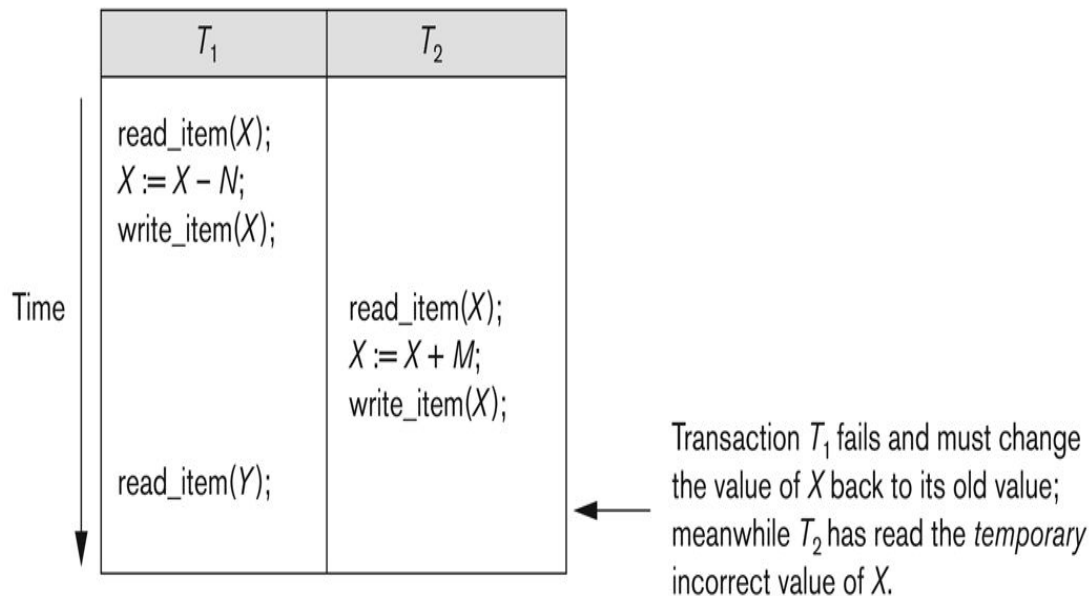 T₁ T₂
read_item(X);
X := X – N;
write_item(X);
Time
read_item(X);
X := X + M;
write_item(X);
read_item(Y);
Transaction T₁ fails and must change
the value of X back to its old value;
meanwhile T₂ has read the temporary
incorrect value of X.